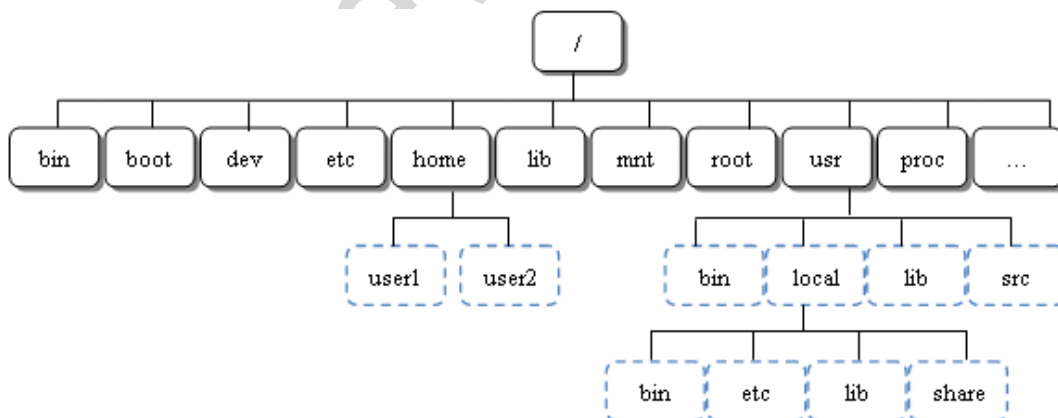 /
bin boot dev etc home lib mnt root usr proc ...
user1 user2 bin local lib src
bin etc lib share